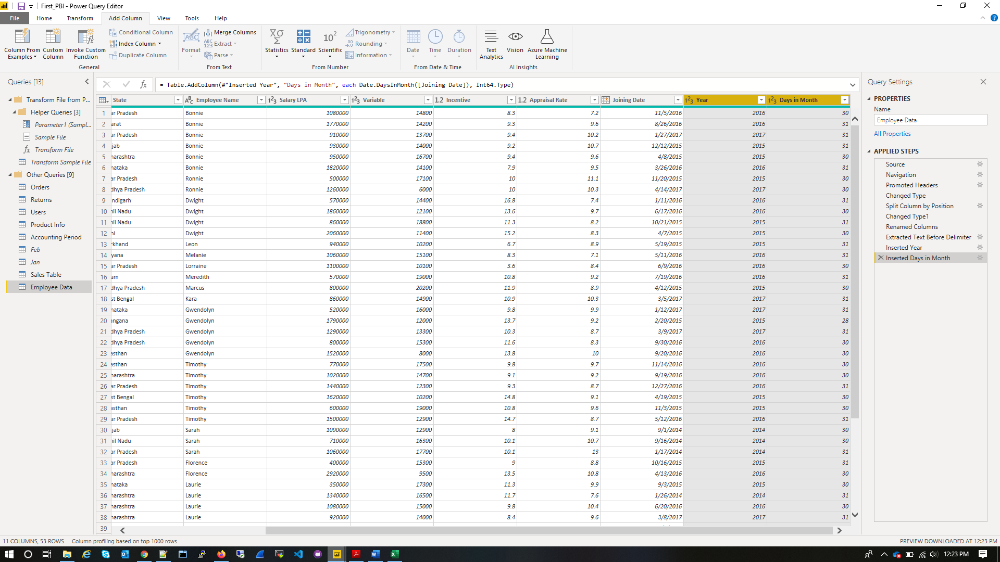 First_PBI - Power Query Editor
File Home Transform Add Column View Tools Help
Column From Examples
Custom Column
Invoke Custom Function
Conditional Column
Index Column
Duplicate Column
General
Format
Merge Columns
Extract
Parse
From Text
Statistics
Standard
Scientific
Trigonometry
Rounding
Information
From Number
Date
Time
Duration
From Date & Time
Text Analytics
Vision
Azure Machine Learning
AI Insights
Queries [13]
Transform File from P...
Helper Queries [3]
Parameter1 (Sampl...
Sample File
Transform File
Transform Sample File
Other Queries [9]
Orders
Returns
Users
Product Info
Accounting Period
Feb
Jan
Sales Table
Employee Data
= Table.AddColumn(#"Inserted Year", "Days in Month", each Date.DaysInMonth([Joining Date]), Int64.Type)
State Employee Name Salary LPA Variable Incentive Appraisal Rate Joining Date Year Days in Month
1 ar Pradesh Bonnie 1080000 14800 8.3 7.2 11/5/2016 2016 30
2 arat Bonnie 1770000 14200 9.3 9.6 8/26/2016 2016 31
3 ar Pradesh Bonnie 910000 13700 9.4 10.2 1/27/2017 2017 31
4 jab Bonnie 930000 14000 9.2 10.7 12/12/2015 2015 31
5 harashtra Bonnie 950000 16700 9.4 9.6 4/8/2015 2015 30
6 nataka Bonnie 1820000 14100 7.9 9.5 3/26/2016 2016 31
7 ar Pradesh Ronnie 500000 17100 10 11.1 11/20/2015 2015 30
8 dhya Pradesh Ronnie 1260000 6000 10 10.3 4/14/2017 2017 30
9 ndigarh Dwight 570000 14400 16.8 7.4 1/11/2016 2016 31
10 nil Nadu Dwight 1860000 12100 13.6 9.7 6/17/2016 2016 30
11 nil Nadu Dwight 860000 18800 11.3 8.2 10/21/2015 2015 31
12 ni Dwight 2060000 11400 15.2 8.3 4/7/2015 2015 30
13 rkhand Leon 940000 10200 6.7 8.9 5/19/2015 2015 31
14 yana Melanie 1060000 15100 8.3 7.1 5/11/2016 2016 31
15 ar Pradesh Lorraine 1100000 10100 3.6 8.4 6/9/2016 2016 30
16 am Meredith 570000 19000 10.8 9.2 7/19/2016 2016 31
17 dhya Pradesh Marcus 800000 20200 11.9 8.9 4/12/2015 2015 30
18 st Bengal Kara 860000 14900 10.9 10.3 3/5/2017 2017 31
19 nataka Gwendolyn 520000 16000 9.8 9.9 1/12/2017 2017 31
20 angana Gwendolyn 1790000 12000 13.7 9.2 2/20/2015 2015 28
21 dhya Pradesh Gwendolyn 1290000 13300 10.3 8.7 3/9/2017 2017 31
22 dhya Pradesh Gwendolyn 800000 15300 11.6 8.3 9/30/2016 2016 30
23 asthan Gwendolyn 1520000 8000 13.8 10 9/20/2016 2016 30
24 asthan Timothy 770000 17500 9.8 9.7 11/14/2016 2016 30
25 harashtra Timothy 1020000 14700 9.1 9.2 9/19/2016 2016 30
26 ar Pradesh Timothy 1440000 12300 9.3 8.7 12/27/2016 2016 31
27 st Bengal Timothy 1620000 10200 14.8 9.1 4/19/2015 2015 30
28 asthan Timothy 600000 19000 10.8 9.6 11/3/2015 2015 30
29 ar Pradesh Timothy 1500000 12900 14.7 8.7 5/12/2016 2016 31
30 jab Sarah 1090000 12900 8 9.1 9/1/2014 2014 30
31 nil Nadu Sarah 710000 16300 10.1 10.7 9/16/2014 2014 30
32 ar Pradesh Sarah 1060000 17700 10.1 13 1/17/2014 2014 31
33 ar Pradesh Florence 400000 15300 9 8.8 10/16/2015 2015 31
34 harashtra Florence 2920000 9500 13.5 10.8 4/13/2016 2016 30
35 nataka Laurie 350000 17300 11.3 9.9 9/3/2015 2015 30
36 harashtra Laurie 1340000 16500 11.7 7.6 1/26/2014 2014 31
37 harashtra Laurie 1080000 15000 9.8 10.4 6/20/2016 2016 30
38 harashtra Laurie 920000 14000 8.4 9.6 3/8/2017 2017 31
39
Query Settings
PROPERTIES
Name
Employee Data
All Properties
APPLIED STEPS
Source
Navigation
Promoted Headers
Changed Type
Split Column by Position
Changed Type1
Renamed Columns
Extracted Text Before Delimiter
Inserted Year
Inserted Days in Month
11 COLUMNS, 53 ROWS Column profiling based on top 1000 rows
PREVIEW DOWNLOADED AT 12:23 PM
12:23 PM